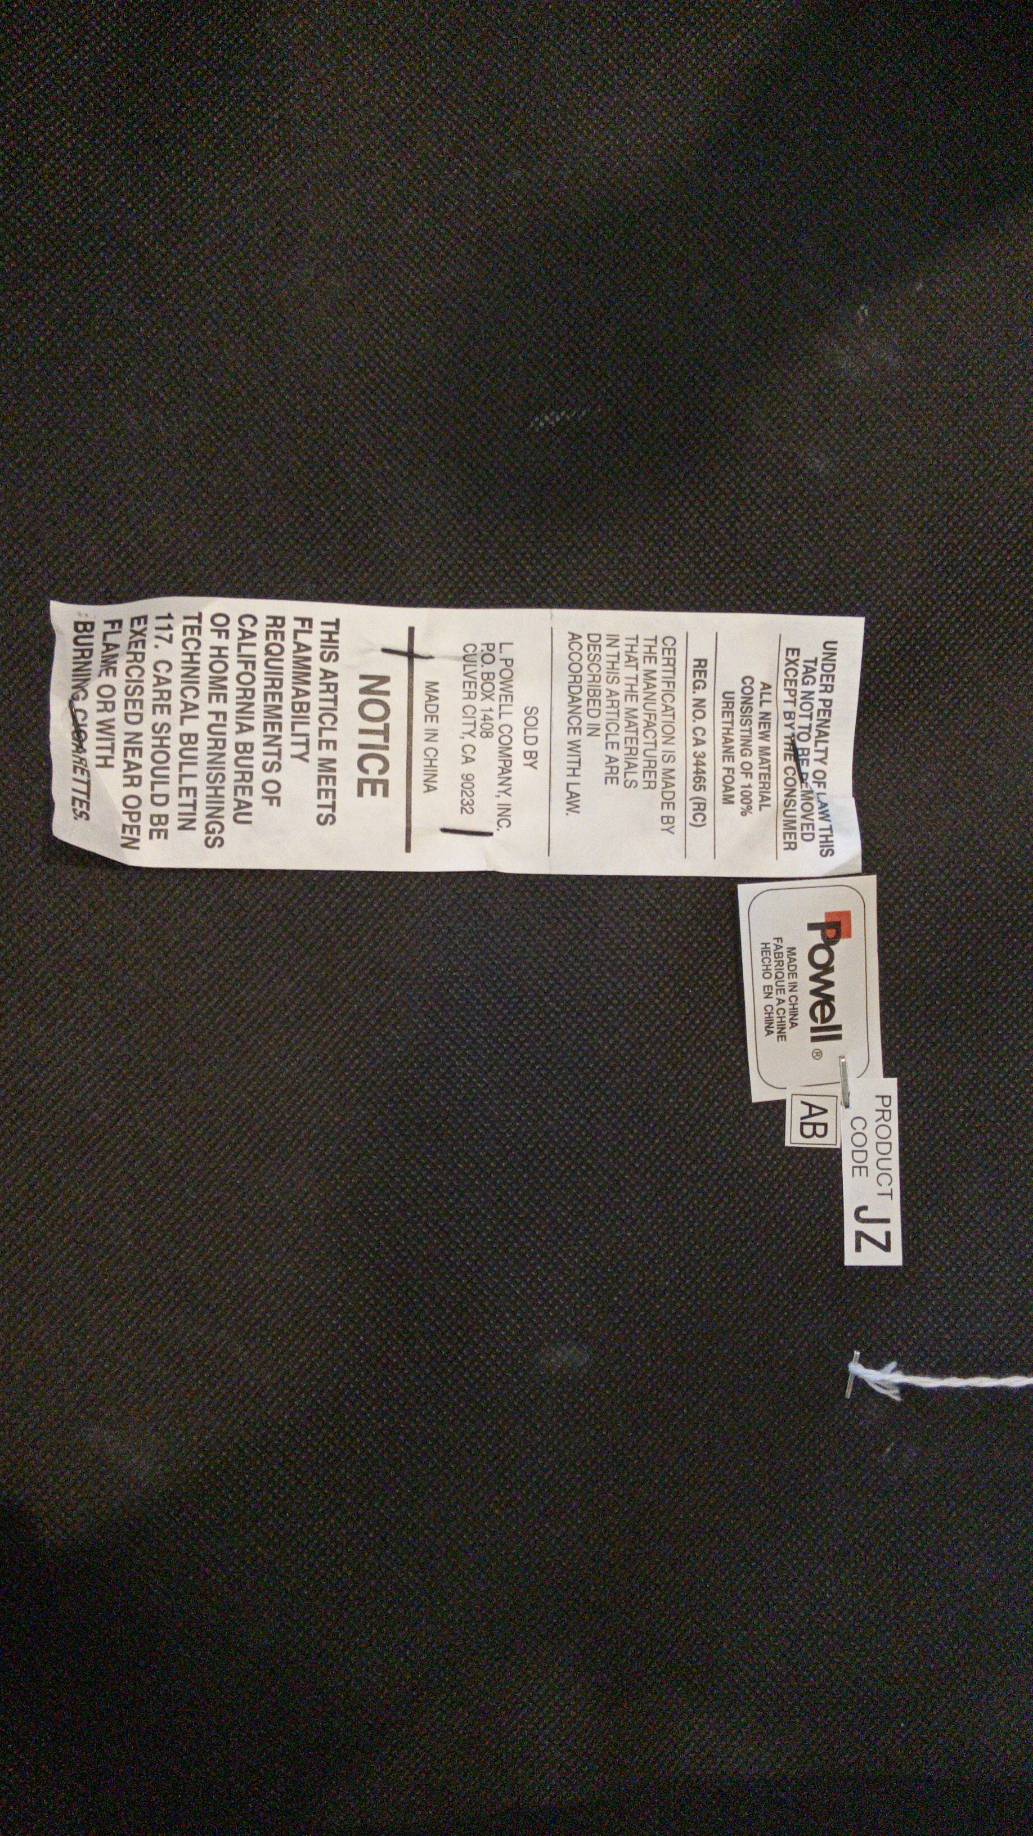 UNDER PENALTY OF LAW THIS
TAG NOT TO BE REMOVED
EXCEPT BY THE CONSUMER
ALL NEW MATERIAL
CONSISTING OF 100%
URETHANE FOAM
REG. NO. CA 34465 (RC)
CERTIFICATION IS MADE BY
THE MANUFACTURER
THAT THE MATERIALS
IN THIS ARTICLE ARE
DESCRIBED IN
ACCORDANCE WITH LAW.
SOLD BY
L. POWELL COMPANY, INC.
P.O. BOX 1408
CULVER CITY, CA 90232
MADE IN CHINA
NOTICE
THIS ARTICLE MEETS
FLAMMABILITY
REQUIREMENTS OF
CALIFORNIA BUREAU
OF HOME FURNISHINGS
TECHNICAL BULLETIN
117. CARE SHOULD BE
EXERCISED NEAR OPEN
FLAME OR WITH
BURNING CIGARETTES.
Powell®
MADE IN CHINA
FABRIQUE A CHINE
HECHO EN CHINA
AB
PRODUCT
CODE JZ